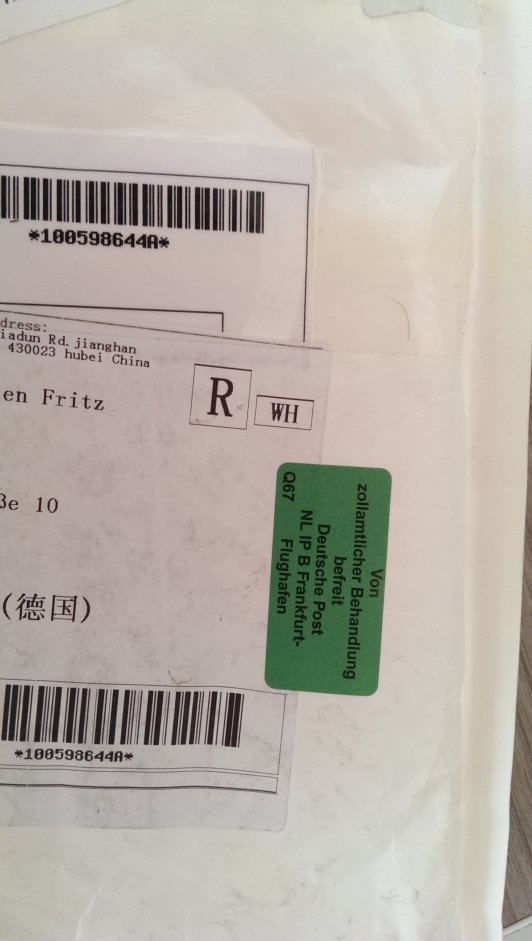 *100598644A*
dress:
iadun Rd. jianghan
430023 hubei China
en Fritz
R
WH
ße 10
(德国)
Von
zollamtlicher Behandlung
befreit
Deutsche Post
NL IP B Frankfurt-
Flughafen
Q67
*100598644A*